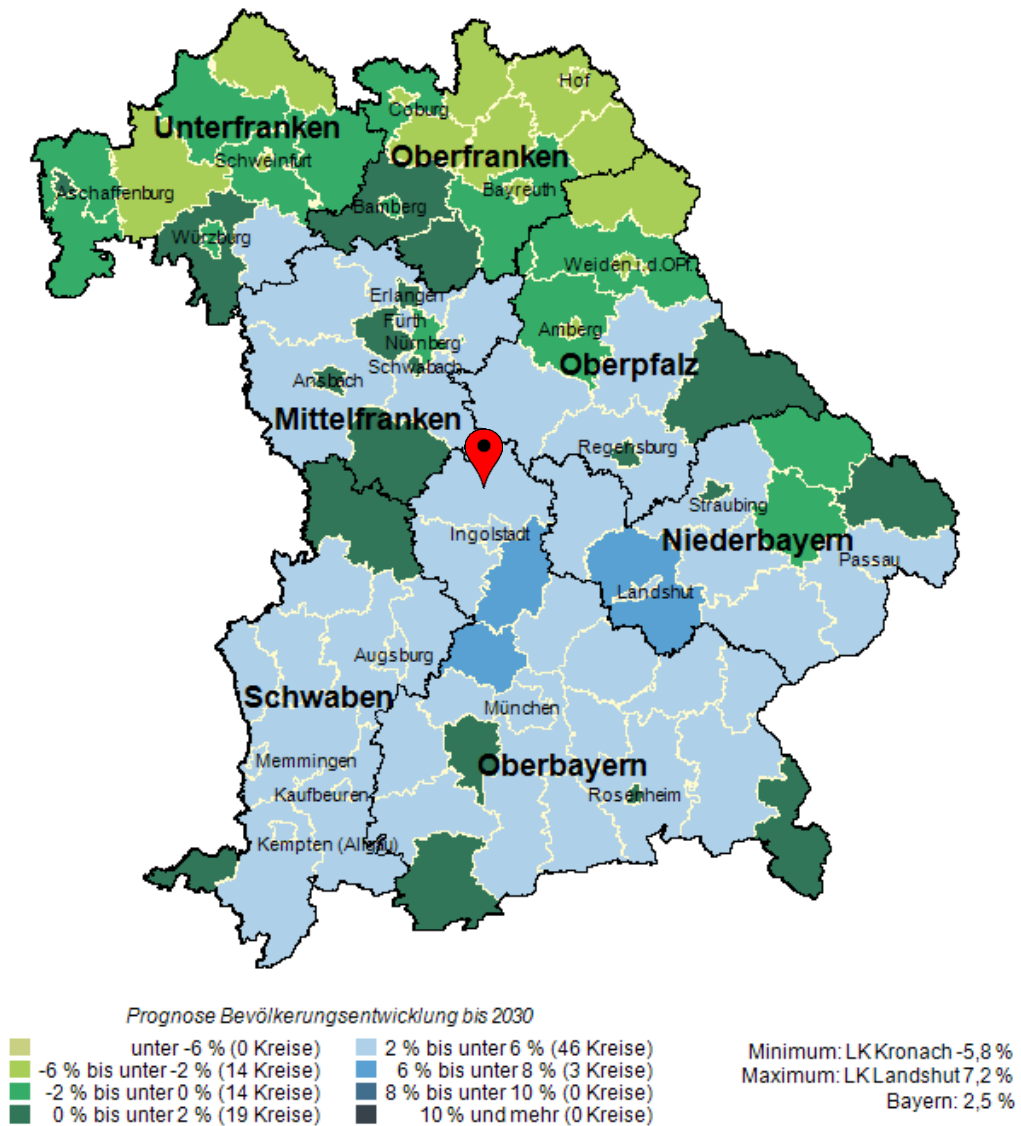 Hof
Coburg
Unterfranken
Oberfranken
Schweinfurt
Aschaffenburg
Bayreuth
Bamberg
Würzburg
Weiden i.d.OPf.
Erlangen
Fürth
Amberg
Nürnberg
Schwabach
Oberpfalz
Ansbach
Mittelfranken
Regensburg
Straubing
Ingolstadt
Niederbayern
Passau
Landshut
Augsburg
Schwaben
München
Memmingen
Oberbayern
Kaufbeuren
Rosenheim
Kempten (Allgäu)
Prognose Bevölkerungsentwicklung bis 2030
unter -6 % (0 Kreise)
-6 % bis unter -2 % (14 Kreise)
-2 % bis unter 0 % (14 Kreise)
0 % bis unter 2 % (19 Kreise)
2 % bis unter 6 % (46 Kreise)
6 % bis unter 8 % (3 Kreise)
8 % bis unter 10 % (0 Kreise)
10 % und mehr (0 Kreise)
Minimum: LK Kronach -5,8 %
Maximum: LK Landshut 7,2 %
Bayern: 2,5 %